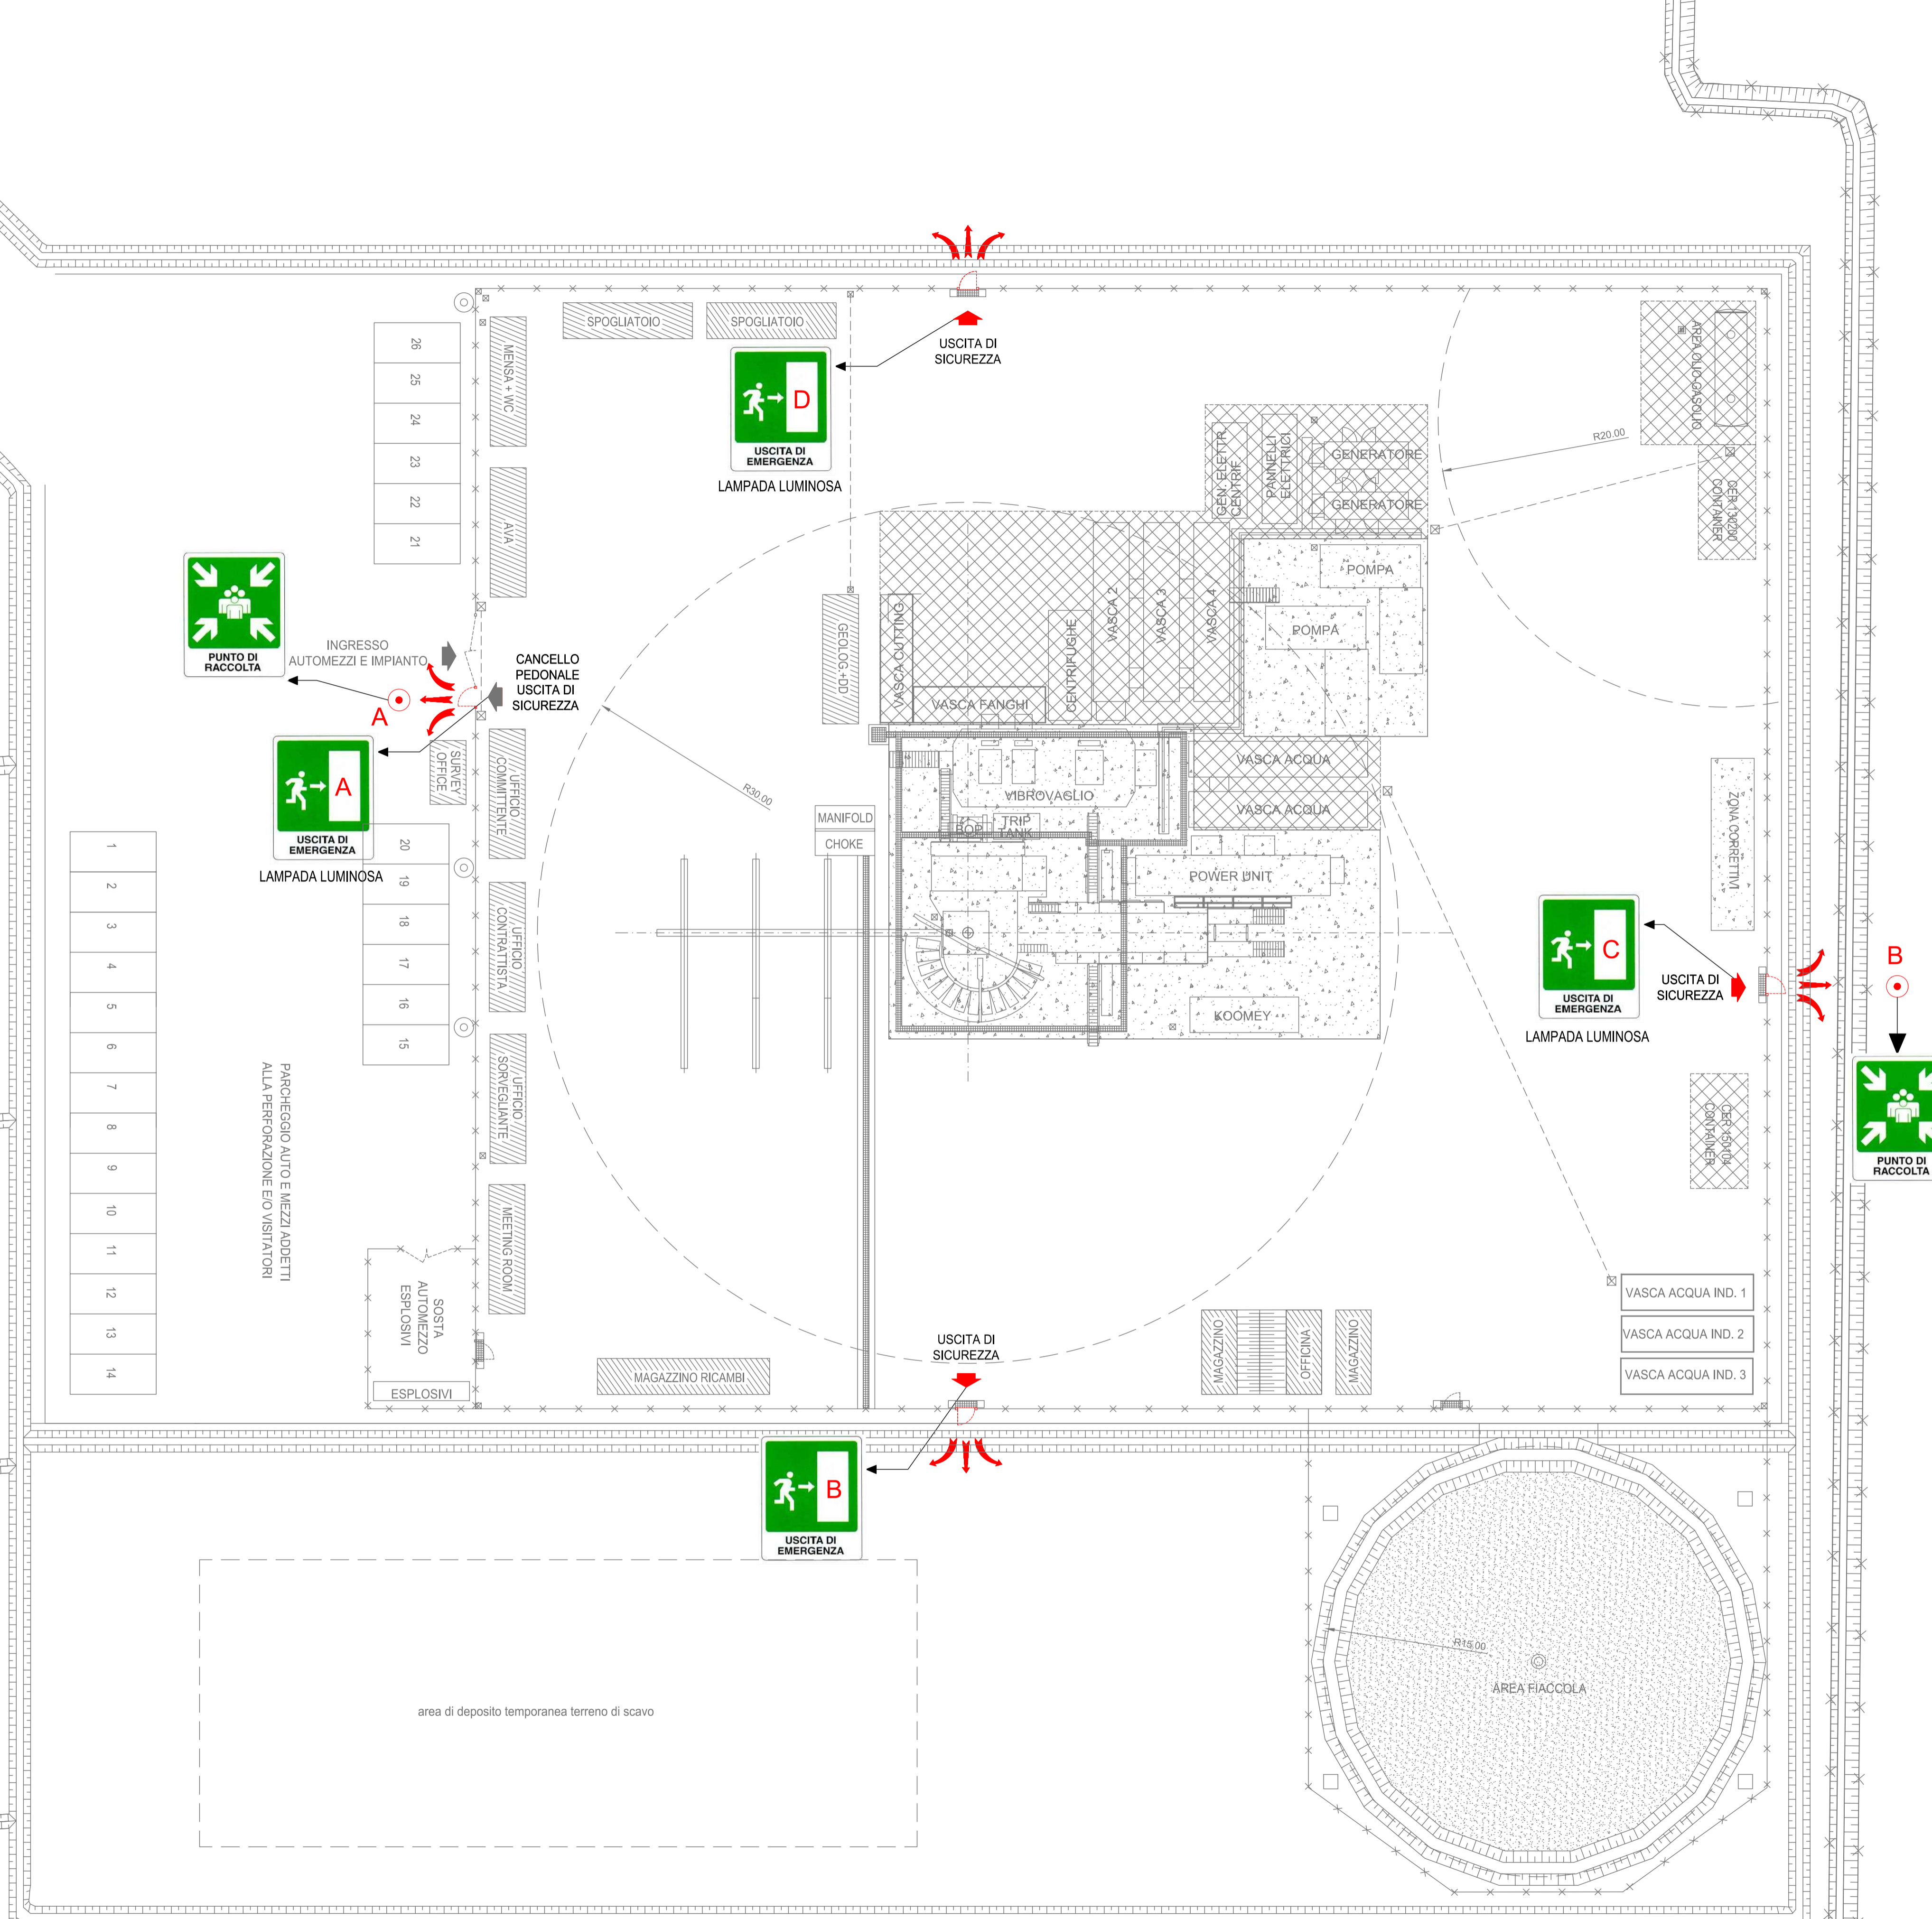 USCITA DI
SICUREZZA
D
USCITA DI
EMERGENZA
LAMPADA LUMINOSA
SPOGLIATOIO
SPOGLIATOIO
MENSA + WC
AVA
26
25
24
23
22
21
PUNTO DI
RACCOLTA
INGRESSO
AUTOMEZZI E IMPIANTO
A
CANCELLO
PEDONALE
USCITA DI
SICUREZZA
A
USCITA DI
EMERGENZA
LAMPADA LUMINOSA
SURVEY
OFFICE
UFFICIO
COMMITTENTE
UFFICIO
CONTRATTISTA
UFFICIO
SORVEGLIANTE
MEETING ROOM
20
19
18
17
16
15
1
2
3
4
5
6
7
8
9
10
11
12
13
14
PARCHEGGIO AUTO E MEZZI ADDETTI
ALLA PERFORAZIONE E/O VISITATORI
SOSTA
AUTOMEZZO
ESPLOSIVI
ESPLOSIVI
MAGAZZINO RICAMBI
GEOLOG.+DD
R30.00
MANIFOLD
CHOKE
VASCA CUTTING
VASCA FANGHI
CENTRIFUGHE
VASCA 2
VASCA 3
VASCA 4
GEN. ELETTR.
CENTRIF.
PANNELLI
ELETTRICI
GENERATORE
GENERATORE
POMPA
POMPA
VASCA ACQUA
VASCA ACQUA
VIBROVAGLIO
BOP
TRIP
TANK
POWER UNIT
KOOMEY
R20.00
AREA OLIO-GASOLIO
CER 130200
CONTAINER
ZONA CORRETTIVI
C
USCITA DI
EMERGENZA
LAMPADA LUMINOSA
USCITA DI
SICUREZZA
B
PUNTO DI
RACCOLTA
CER 150104
CONTAINER
VASCA ACQUA IND. 1
VASCA ACQUA IND. 2
VASCA ACQUA IND. 3
MAGAZZINO
OFFICINA
MAGAZZINO
USCITA DI
SICUREZZA
B
USCITA DI
EMERGENZA
area di deposito temporanea terreno di scavo
R15.00
AREA FIACCOLA